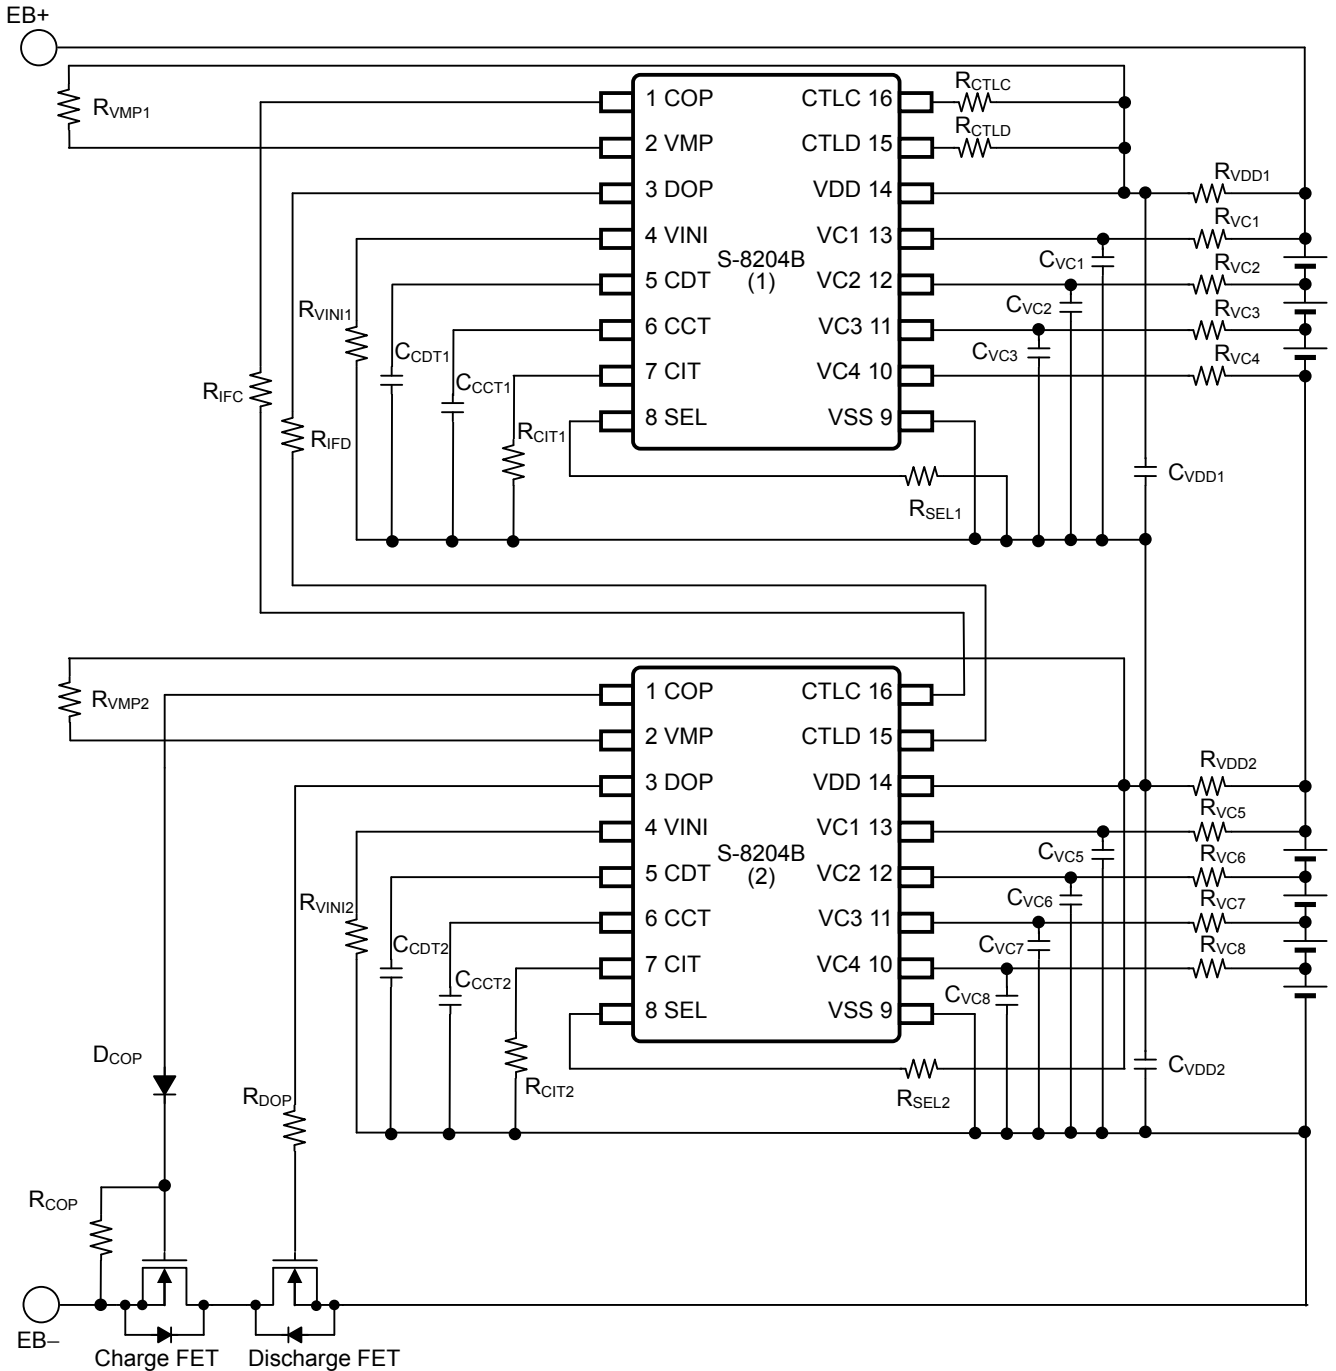 EB+
RVMP1
1 COP
CTLC 16
RCTLC
2 VMP
CTLD 15
RCTLD
3 DOP
VDD 14
RVDD1
4 VINI
VC1 13
RVC1
S-8204B
(1)
CVC1
5 CDT
VC2 12
RVC2
RVINI1
CVC2
6 CCT
VC3 11
RVC3
CCDT1
CVC3
7 CIT
VC4 10
RVC4
RIFC
CCCT1
8 SEL
VSS 9
RIFD
RCIT1
CVDD1
RSEL1
RVMP2
1 COP
CTLC 16
2 VMP
CTLD 15
3 DOP
VDD 14
RVDD2
4 VINI
VC1 13
RVC5
S-8204B
(2)
CVC5
5 CDT
VC2 12
RVC6
RVINI2
CVC6
6 CCT
VC3 11
RVC7
CCDT2
CVC7
7 CIT
VC4 10
RVC8
CCCT2
CVC8
8 SEL
VSS 9
DCOP
RCIT2
CVDD2
RDOP
RSEL2
RCOP
EB−
Charge FET
Discharge FET